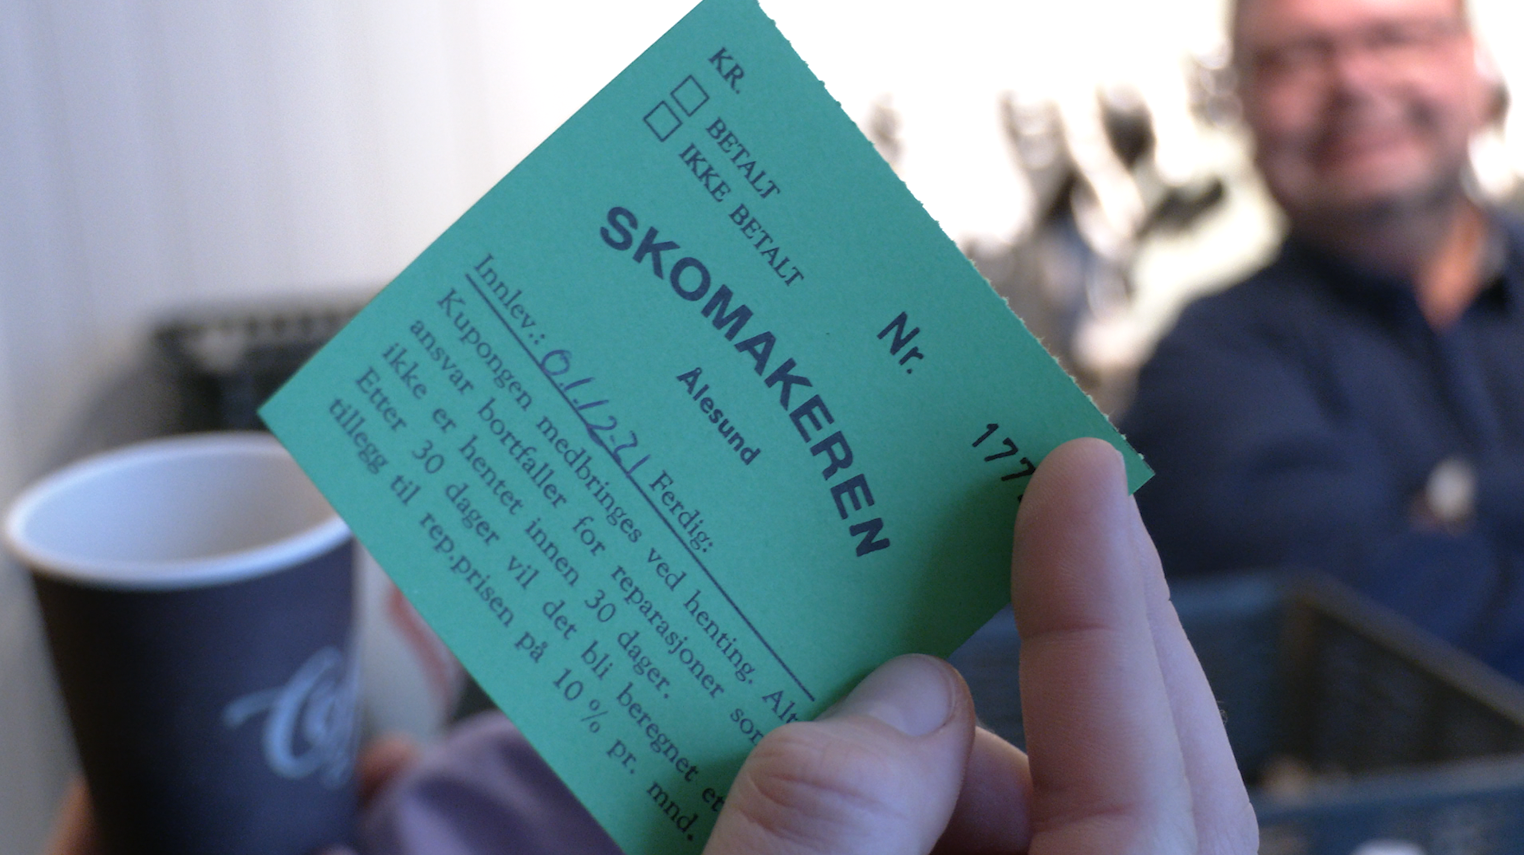 KR.
BETALT
IKKE BETALT
Nr.
177
SKOMAKEREN
Ålesund
Innlev.: 01/12-21 Ferdig:
Kupongen medbringes ved henting. Alt
ansvar bortfaller for reparasjoner som
ikke er hentet innen 30 dager.
Etter 30 dager vil det bli beregnet et
tillegg til rep.prisen på 10 % pr. mnd.